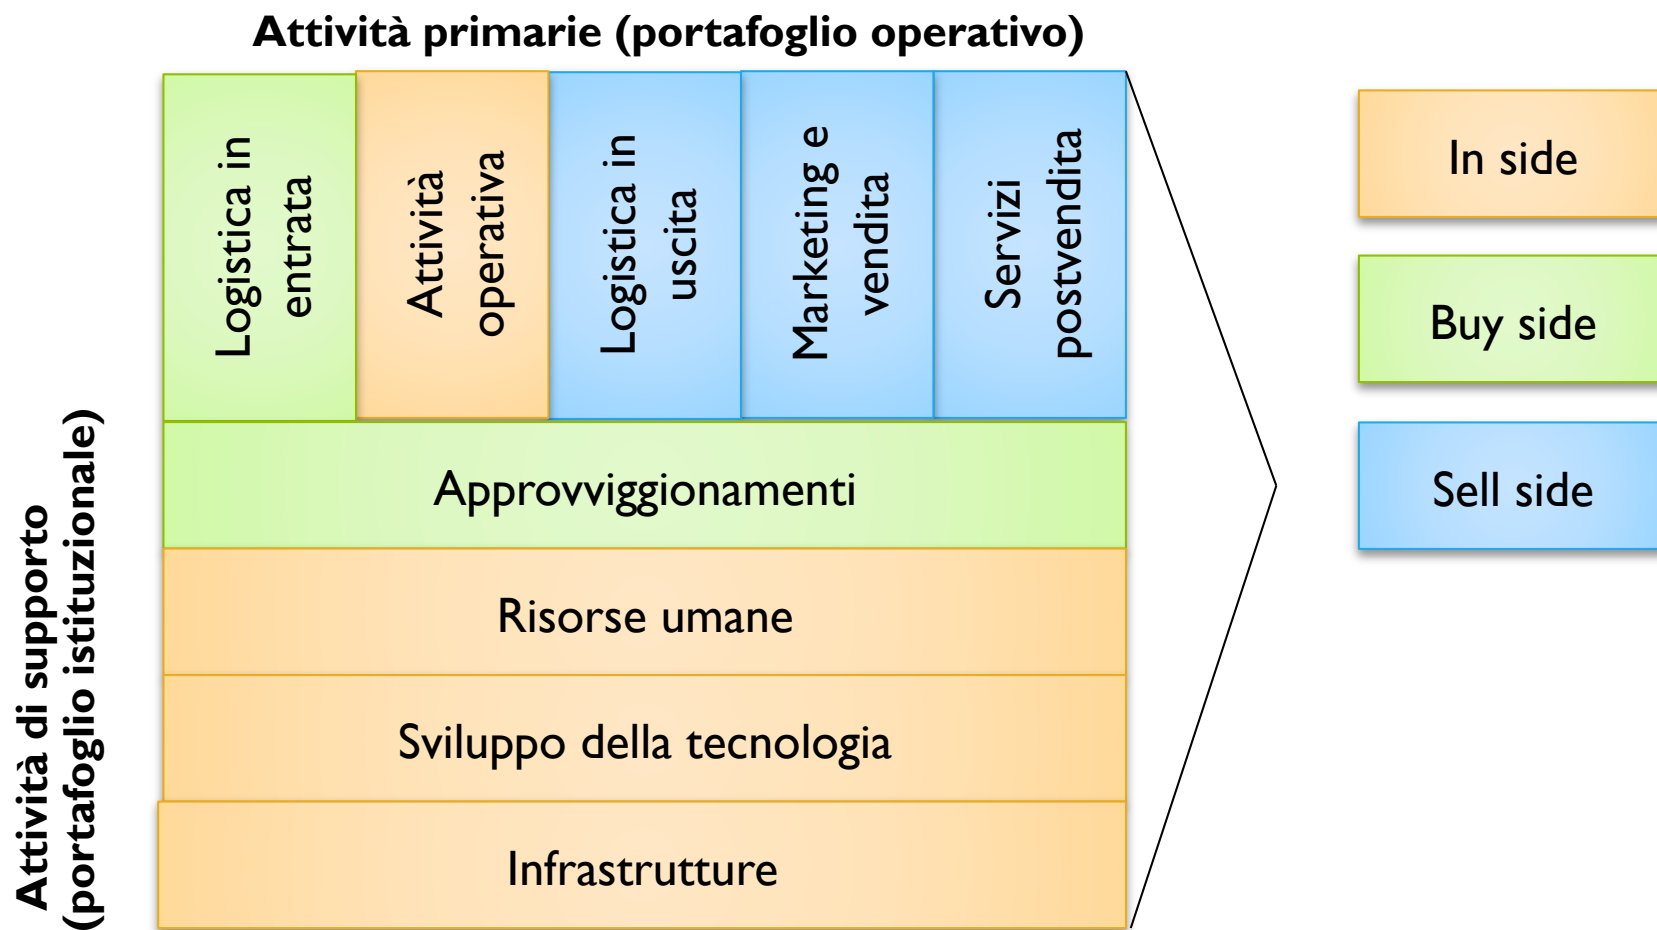 Attività primarie (portafoglio operativo)
Logistica in
entrata
Attività
operativa
Logistica in
uscita
Marketing e
vendita
Servizi
postvendita
In side
Buy side
Sell side
Attività di supporto
(portafoglio istituzionale)
Approvviggionamenti
Risorse umane
Sviluppo della tecnologia
Infrastrutture